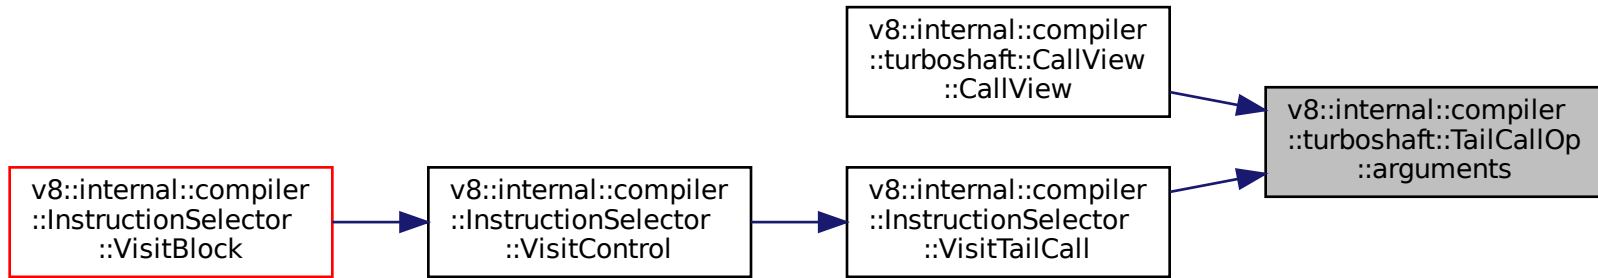 v8::internal::compiler
::turboshaft::CallView
::CallView
v8::internal::compiler
::turboshaft::TailCallOp
::arguments
v8::internal::compiler
::InstructionSelector
::VisitBlock
v8::internal::compiler
::InstructionSelector
::VisitControl
v8::internal::compiler
::InstructionSelector
::VisitTailCall